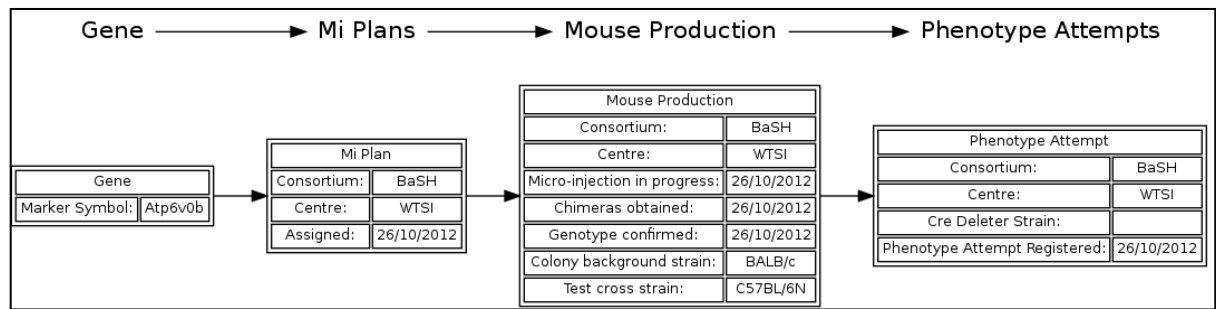 Gene Mi Plans Mouse Production Phenotype Attempts
Gene
Marker Symbol: Atp6v0b
Mi Plan
Consortium: BaSH
Centre: WTSI
Assigned: 26/10/2012
Mouse Production
Consortium: BaSH
Centre: WTSI
Micro-injection in progress: 26/10/2012
Chimeras obtained: 26/10/2012
Genotype confirmed: 26/10/2012
Colony background strain: BALB/c
Test cross strain: C57BL/6N
Phenotype Attempt
Consortium: BaSH
Centre: WTSI
Cre Deleter Strain:
Phenotype Attempt Registered: 26/10/2012